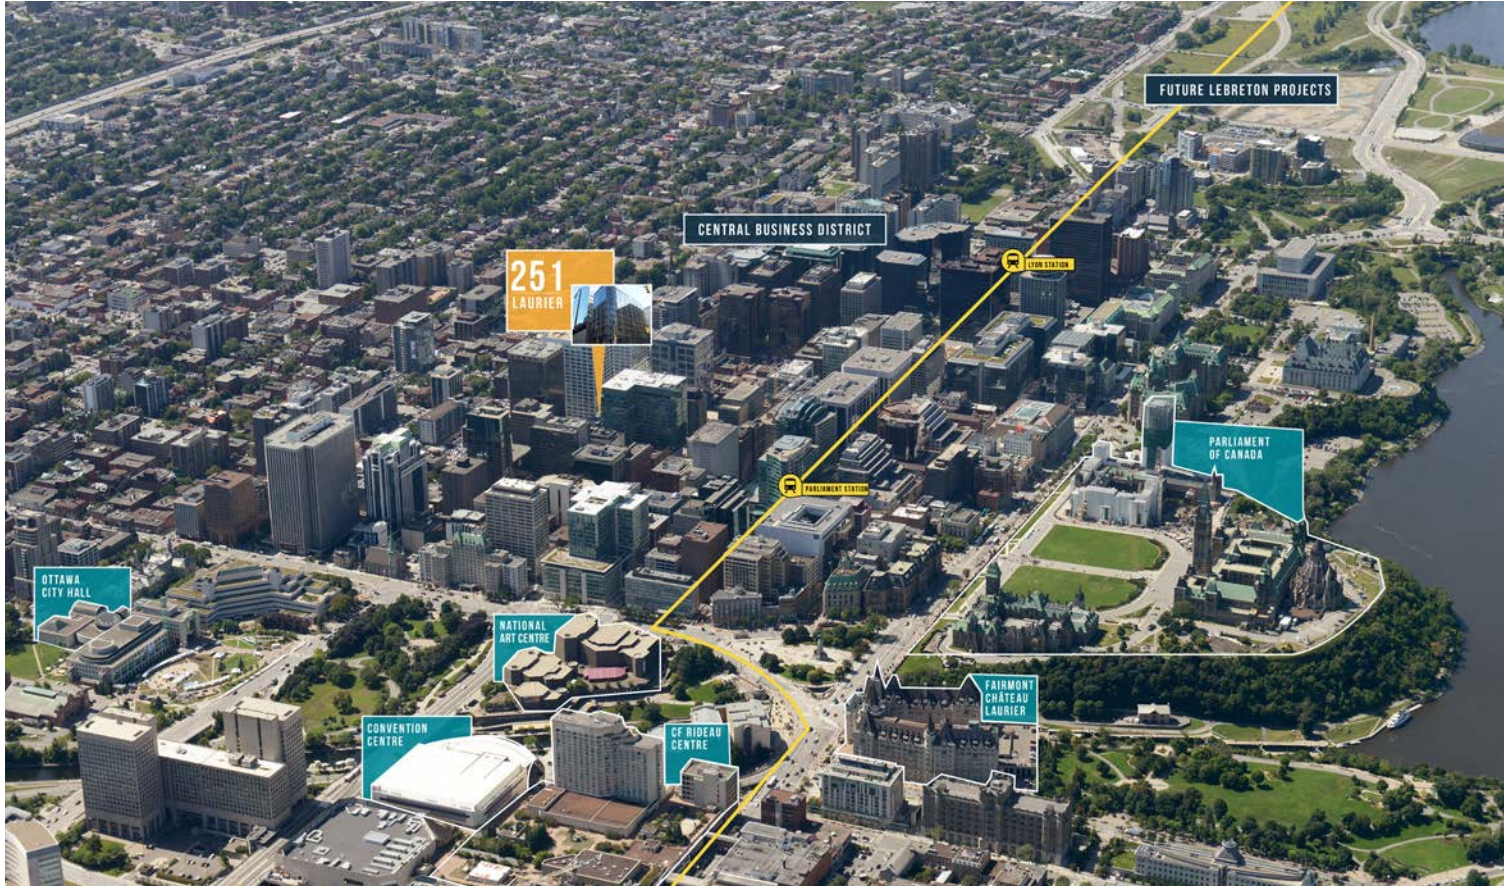 FUTURE LEBRETON PROJECTS
CENTRAL BUSINESS DISTRICT
251
LAURIER
LYON STATION
PARLIAMENT
OF CANADA
PARLIAMENT STATION
OTTAWA
CITY HALL
NATIONAL
ART CENTRE
FAIRMONT
CHÂTEAU
LAURIER
CONVENTION
CENTRE
CF RIDEAU
CENTRE